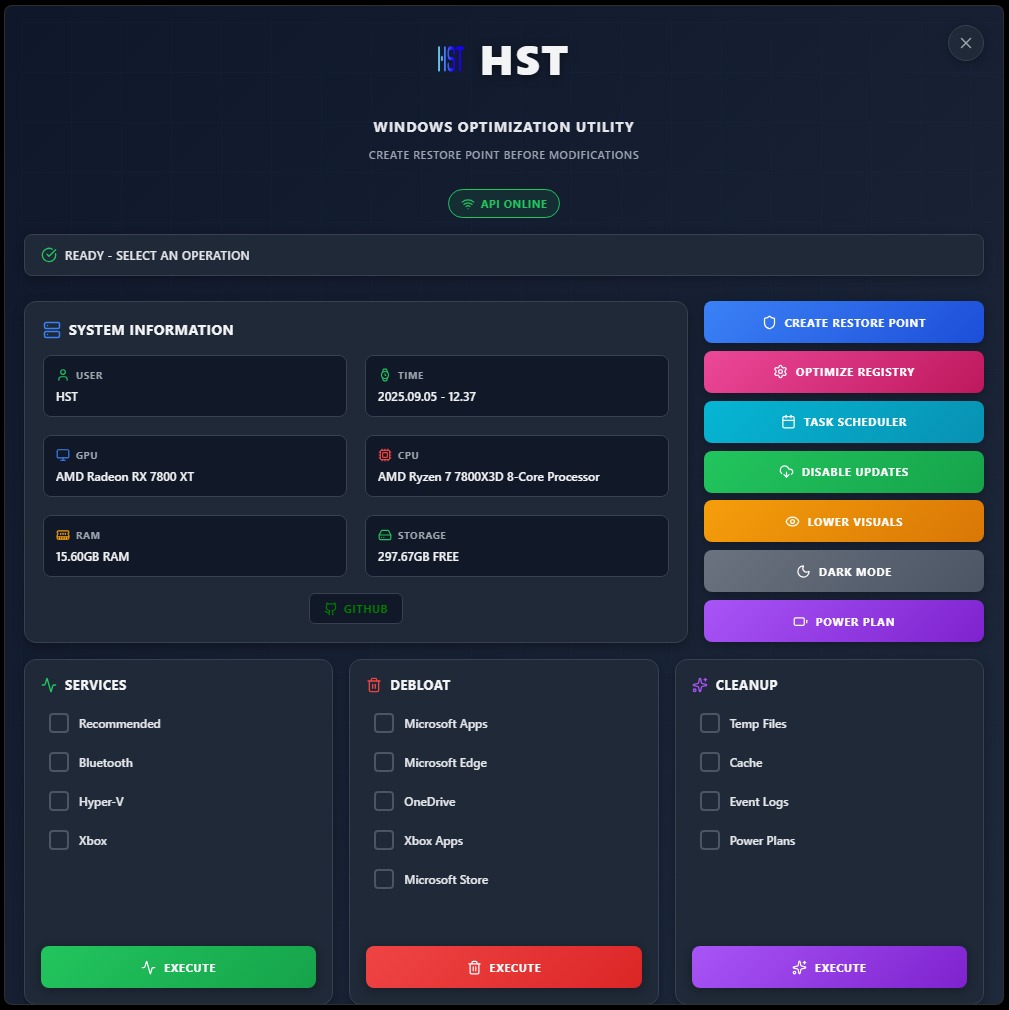 HST HST
WINDOWS OPTIMIZATION UTILITY
CREATE RESTORE POINT BEFORE MODIFICATIONS
API ONLINE
READY - SELECT AN OPERATION
SYSTEM INFORMATION
USER
HST
TIME
2025.09.05 - 12.37
GPU
AMD Radeon RX 7800 XT
CPU
AMD Ryzen 7 7800X3D 8-Core Processor
RAM
15.60GB RAM
STORAGE
297.67GB FREE
GITHUB
CREATE RESTORE POINT
OPTIMIZE REGISTRY
TASK SCHEDULER
DISABLE UPDATES
LOWER VISUALS
DARK MODE
POWER PLAN
SERVICES
Recommended
Bluetooth
Hyper-V
Xbox
EXECUTE
DEBLOAT
Microsoft Apps
Microsoft Edge
OneDrive
Xbox Apps
Microsoft Store
EXECUTE
CLEANUP
Temp Files
Cache
Event Logs
Power Plans
EXECUTE